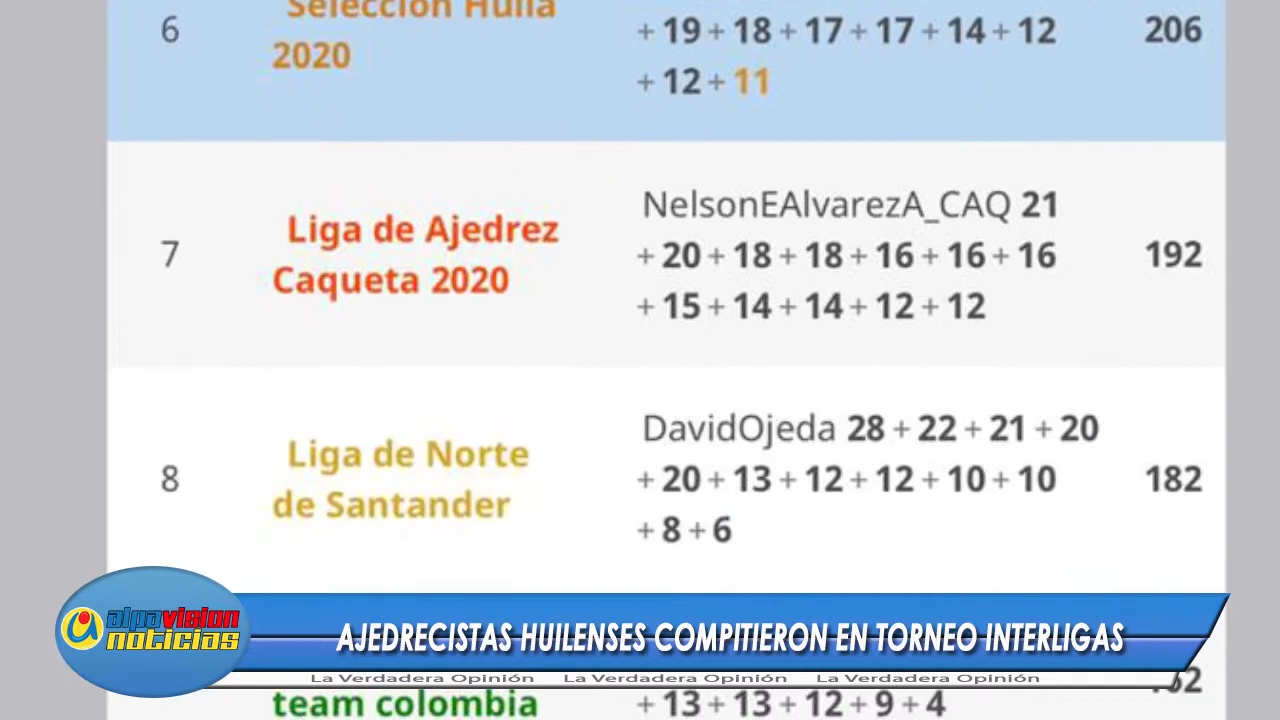 Selección Huila
6
+ 19 + 18 + 17 + 17 + 14 + 12
206
2020
+ 12 + 11
NelsonEAlvarezA_CAQ 21
Liga de Ajedrez
7
+ 20 + 18 + 18 + 16 + 16 + 16
192
Caqueta 2020
+ 15 + 14 + 14 + 12 + 12
DavidOjeda 28 + 22 + 21 + 20
Liga de Norte
8
+ 20 + 13 + 12 + 12 + 10 + 10
182
de Santander
+ 8 + 6
alpavision
noticias
AJEDRECISTAS HUILENSES COMPITIERON EN TORNEO INTERLIGAS
La Verdadera Opinión La Verdadera Opinión La Verdadera Opinión
team colombia
+ 13 + 13 + 12 + 9 + 4